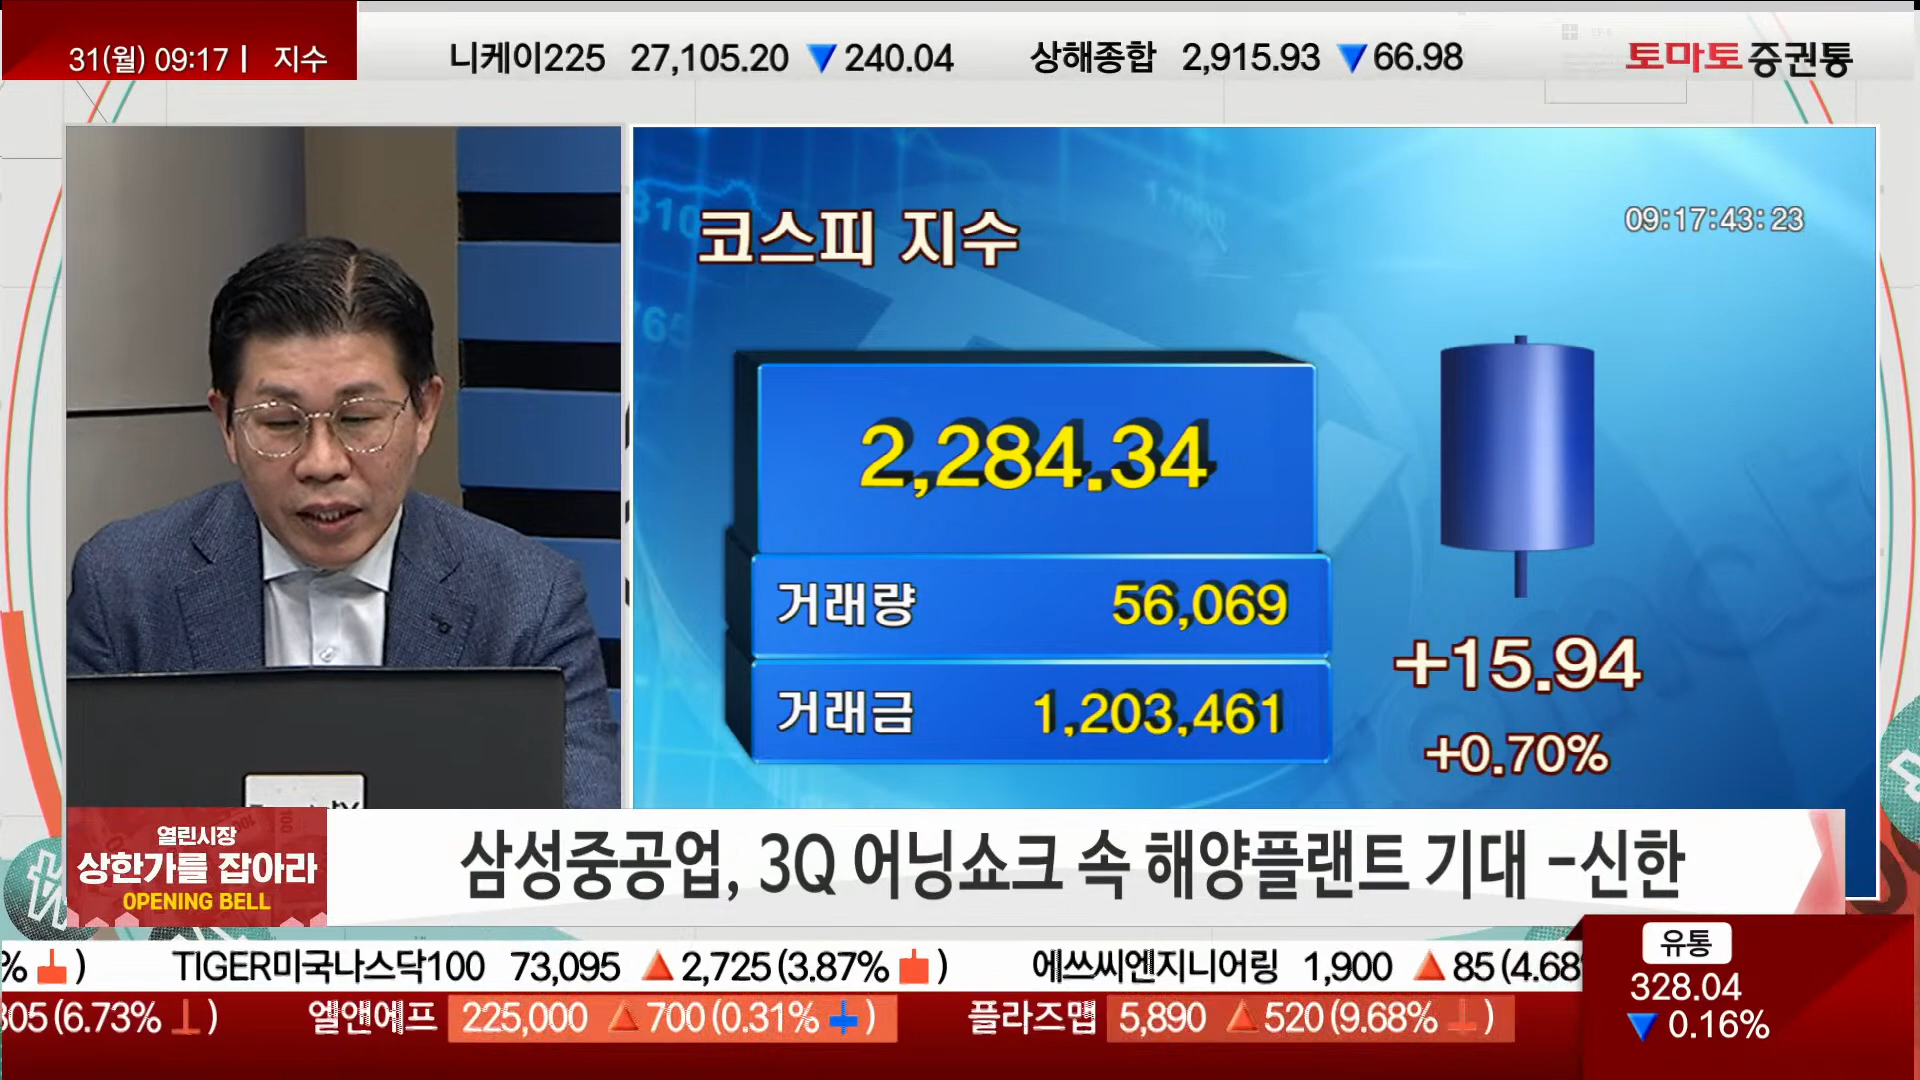 31(월) 09:17 | 지수
니케이225 27,105.20 ▼240.04 상해종합 2,915.93 ▼66.98
토마토증권통
코스피 지수
09:17:43:23
2,284.34
거래량 56,069
거래금 1,203,461
+15.94
+0.70%
열린시장
상한가를 잡아라
OPENING BELL
삼성중공업, 3Q 어닝쇼크 속 해양플랜트 기대 -신한
% ) TIGER미국나스닥100 73,095 ▲2,725(3.87% ) 에쓰씨엔지니어링 1,900 ▲85(4.68%
305(6.73% ) 엘앤에프 225,000 ▲700(0.31% ) 플라즈맵 5,890 ▲520(9.68% )
유통
328.04
▼0.16%